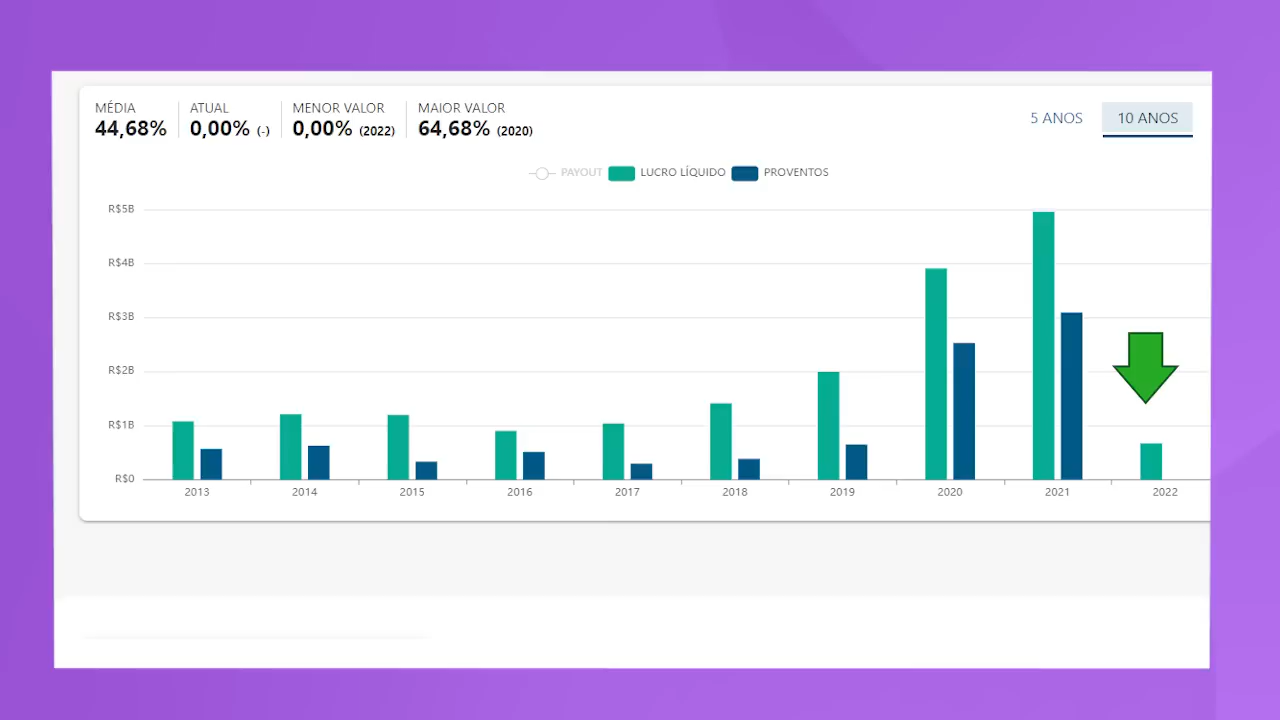 MÉDIA ATUAL MENOR VALOR MAIOR VALOR
44,68% 0,00% (-) 0,00% (2022) 64,68% (2020)
5 ANOS 10 ANOS
PAYOUT LUCRO LÍQUIDO PROVENTOS
R$5B
R$4B
R$3B
R$2B
R$1B
R$0
2013 2014 2015 2016 2017 2018 2019 2020 2021 2022